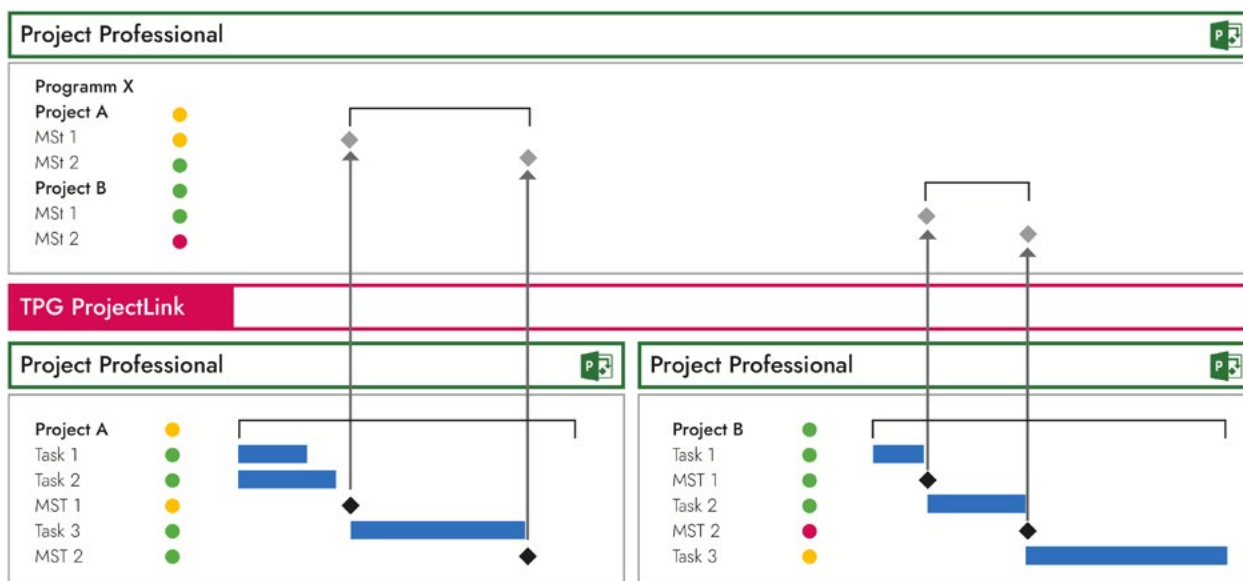 Project Professional
P
Programm X
Project A
MSt 1
MSt 2
Project B
MSt 1
MSt 2
TPG ProjectLink
Project Professional
P
Project A
Task 1
Task 2
MST 1
Task 3
MST 2
Project Professional
P
Project B
Task 1
MST 1
Task 2
MST 2
Task 3